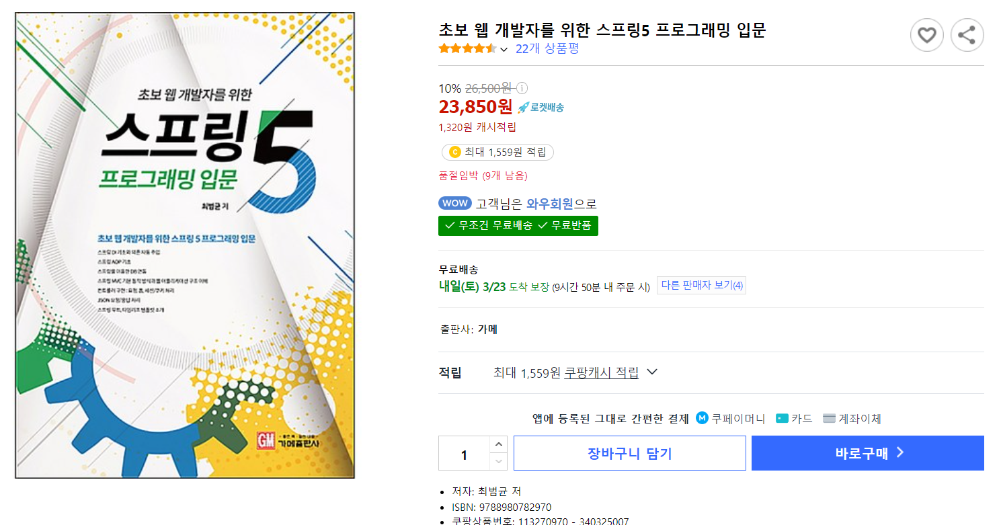 초보 웹 개발자를 위한
스프링5
프로그래밍 입문
최범균 저
초보 웹 개발자를 위한 스프링 5 프로그래밍 입문
스프링 DI 기초와 의존 자동 주입
스프링 AOP 기초
스프링을 이용한 DB 연동
스프링 MVC 기본 동작 방식과 웹 어플리케이션 구조 이해
컨트롤러 구현 : 요청, 폼, 세션/쿠키 처리
JSON 요청/응답 처리
스프링 부트, 타임리프 템플릿 소개
GM 가메출판사
초보 웹 개발자를 위한 스프링5 프로그래밍 입문
22개 상품평
10% 26,500원
23,850원 로켓배송
1,320원 캐시적립
최대 1,559원 적립
품절임박 (9개 남음)
WOW 고객님은 와우회원으로
무조건 무료배송 무료반품
무료배송
내일(토) 3/23 도착 보장 (9시간 50분 내 주문 시) 다른 판매자 보기(4)
출판사: 가메
적립 최대 1,559원 쿠팡캐시 적립
앱에 등록된 그대로 간편한 결제 쿠페이머니 카드 계좌이체
1 장바구니 담기 바로구매
저자: 최범균 저
ISBN: 9788980782970
쿠팡상품번호: 113270970 - 340325007